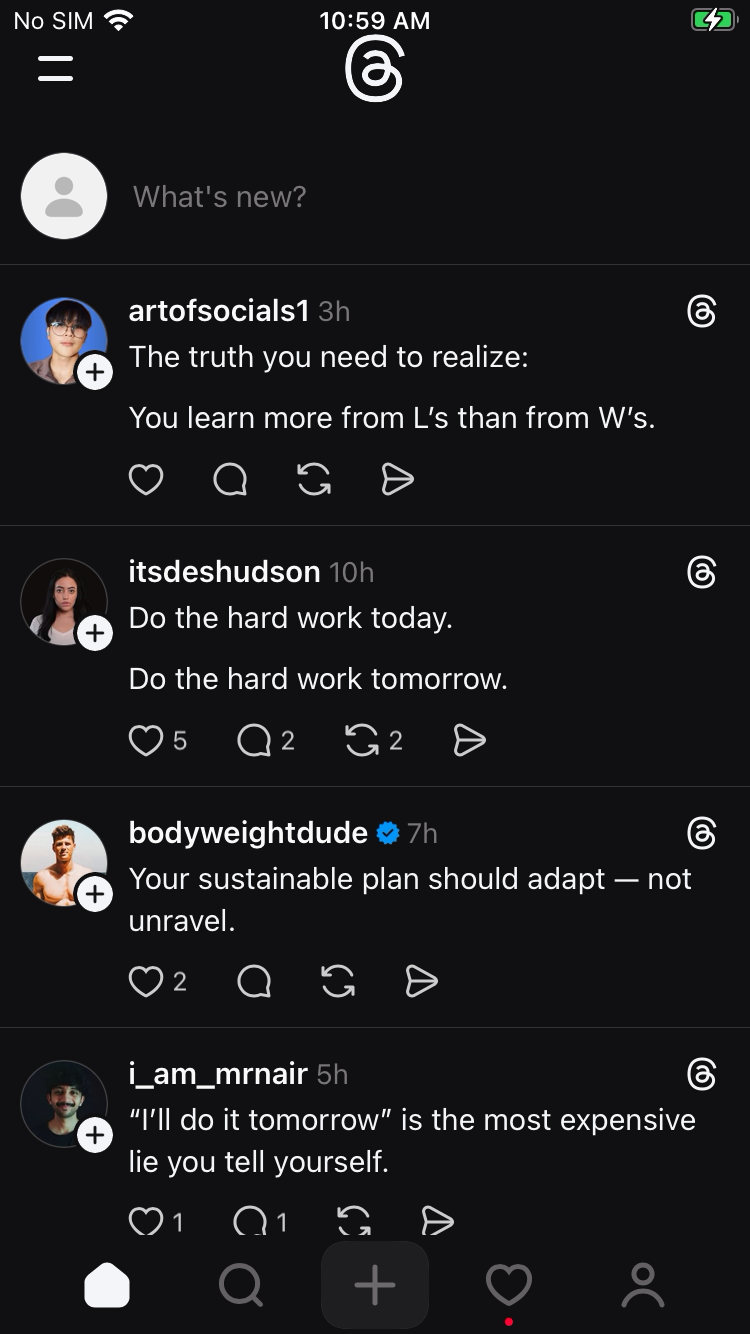 No SIM 10:59 AM
What's new?
artofsocials1 3h
The truth you need to realize:
You learn more from L’s than from W’s.
itsdeshudson 10h
Do the hard work today.
Do the hard work tomorrow.
5 2 2
bodyweightdude 7h
Your sustainable plan should adapt — not
unravel.
2
i_am_mrnair 5h
“I’ll do it tomorrow” is the most expensive
lie you tell yourself.
1 1